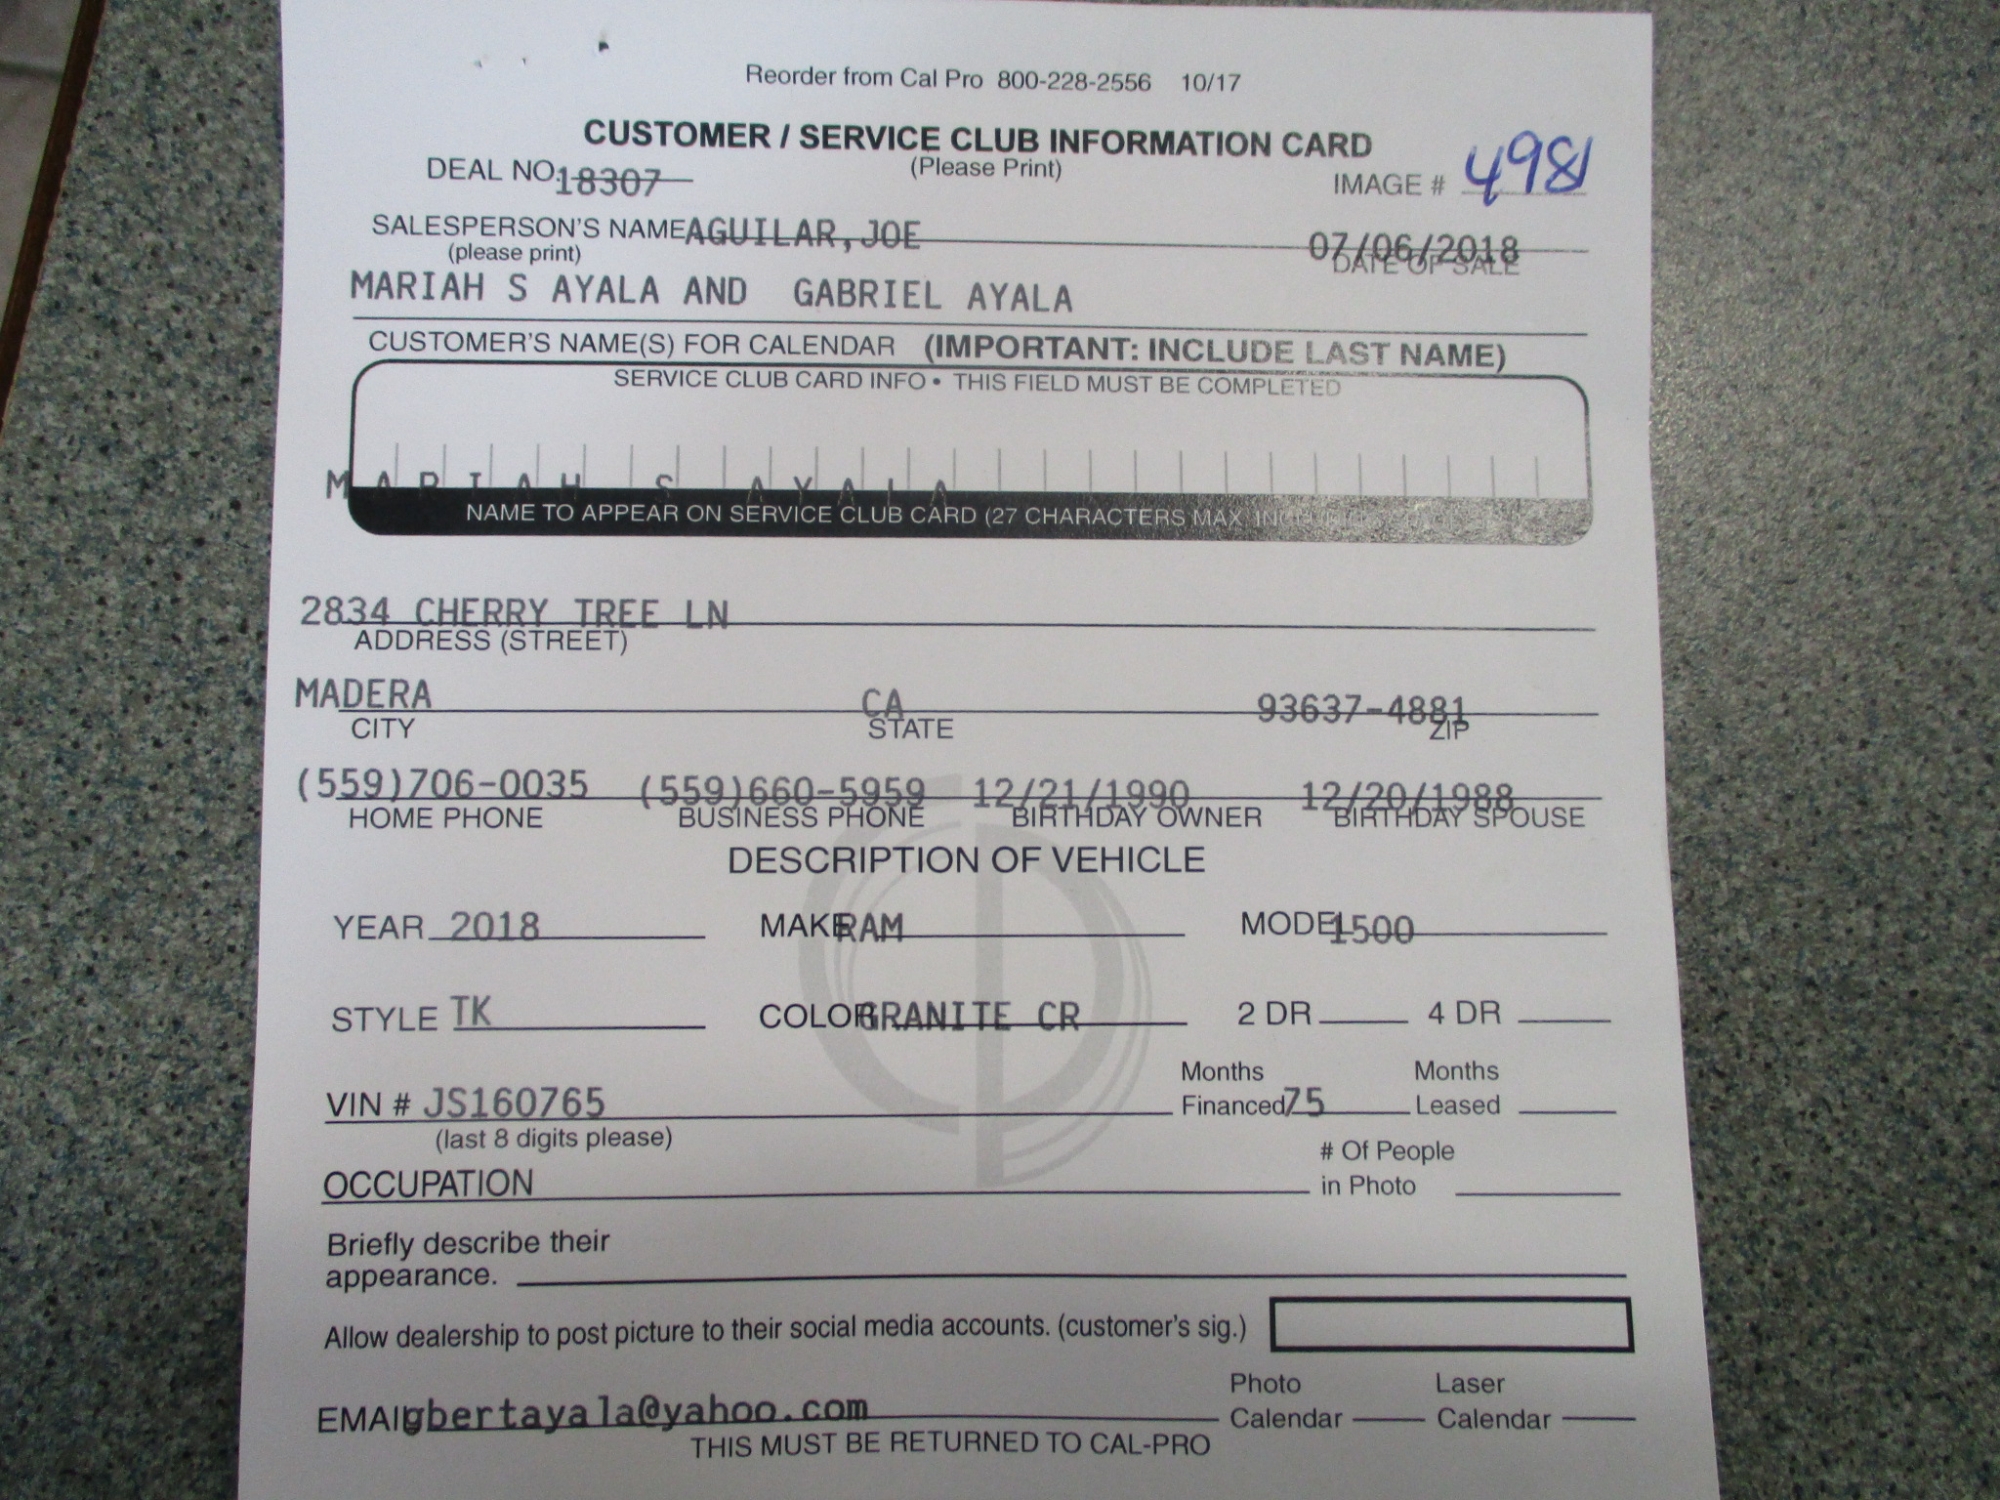 Reorder from Cal Pro 800-228-2556 10/17
CUSTOMER / SERVICE CLUB INFORMATION CARD
DEAL NO. 18307 (Please Print) IMAGE # 4981
SALESPERSON'S NAME AGUILAR, JOE 07/06/2018
(please print) DATE OF SALE
MARIAH S AYALA AND GABRIEL AYALA
CUSTOMER'S NAME(S) FOR CALENDAR (IMPORTANT: INCLUDE LAST NAME)
SERVICE CLUB CARD INFO • THIS FIELD MUST BE COMPLETED
MARIAH S AYALA
NAME TO APPEAR ON SERVICE CLUB CARD (27 CHARACTERS MAX
2834 CHERRY TREE LN
ADDRESS (STREET)
MADERA CA 93637-4881
CITY STATE ZIP
(559)706-0035 (559)660-5959 12/21/1990 12/20/1988
HOME PHONE BUSINESS PHONE BIRTHDAY OWNER BIRTHDAY SPOUSE
DESCRIPTION OF VEHICLE
YEAR 2018 MAKE RAM MODEL 1500
STYLE TK COLOR GRANITE CR 2 DR 4 DR
Months Months
VIN # JS160765 Financed 75 Leased
(last 8 digits please) # Of People
OCCUPATION in Photo
Briefly describe their
appearance.
Allow dealership to post picture to their social media accounts. (customer's sig.)
Photo Laser
EMAIL gbertayala@yahoo.com Calendar Calendar
THIS MUST BE RETURNED TO CAL-PRO